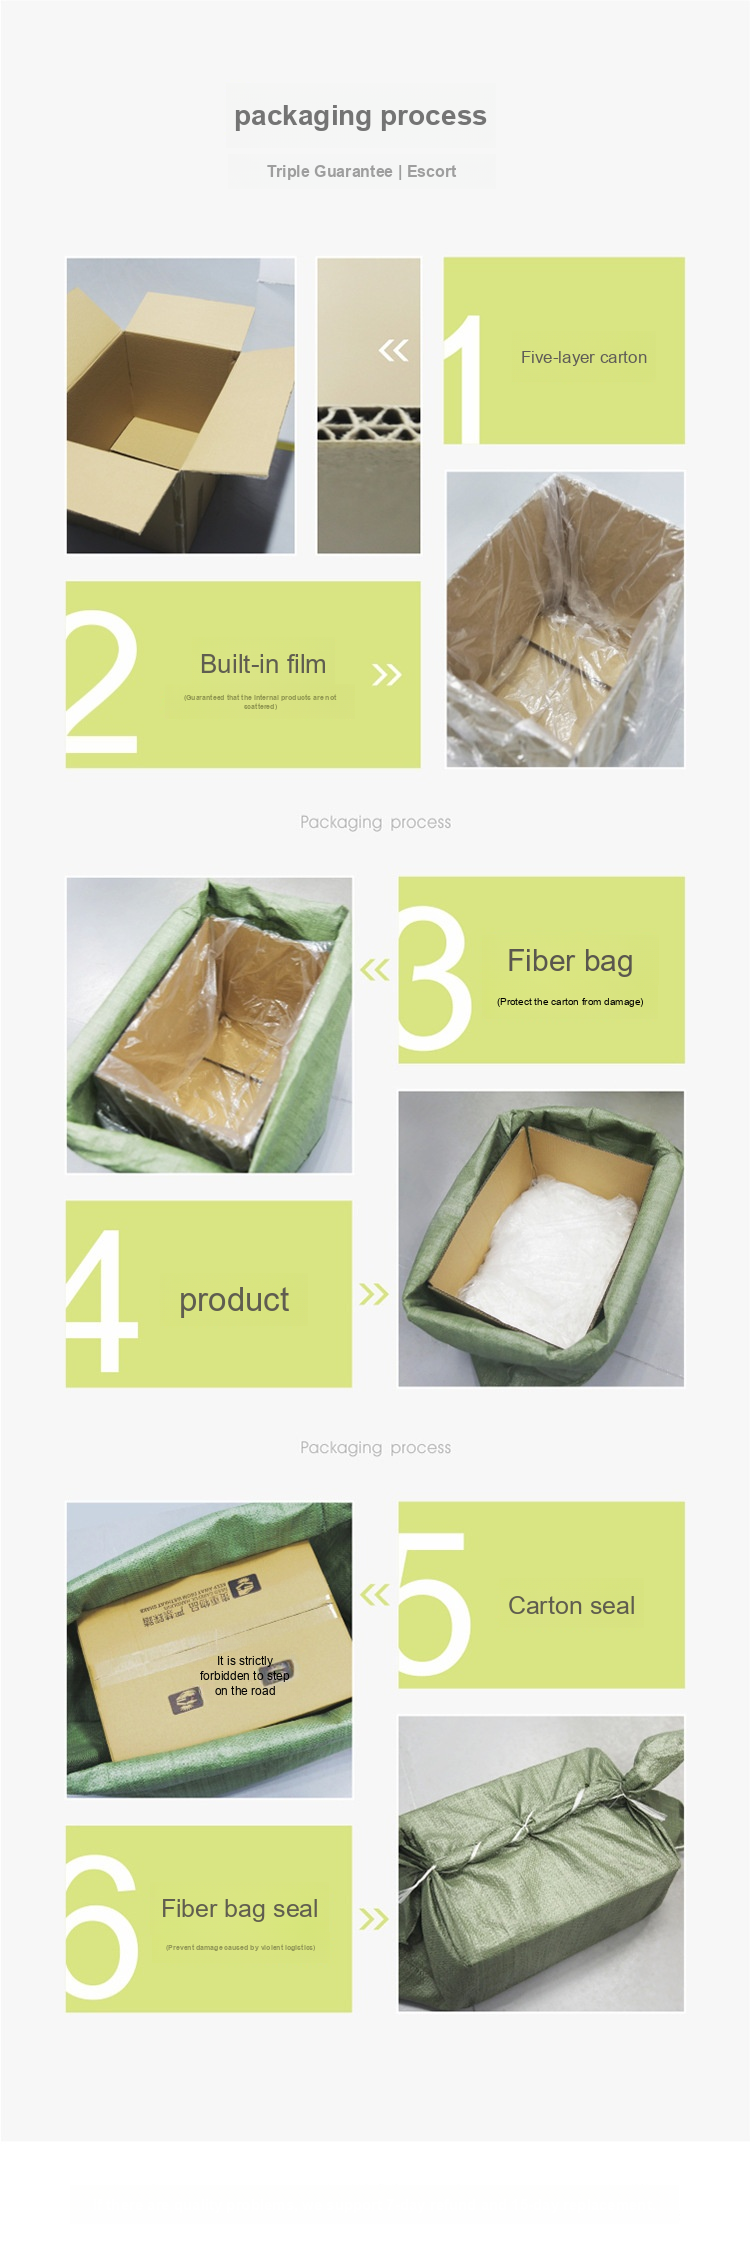 packaging process
Triple Guarantee | Escort
1
Five-layer carton
2
Built-in film
(Guaranteed that the internal products are not
scattered)
Packaging process
3
Fiber bag
(Protect the carton from damage)
4
product
Packaging process
5
Carton seal
It is strictly
forbidden to step
on the road
6
Fiber bag seal
(Prevent damage caused by violent logistics)